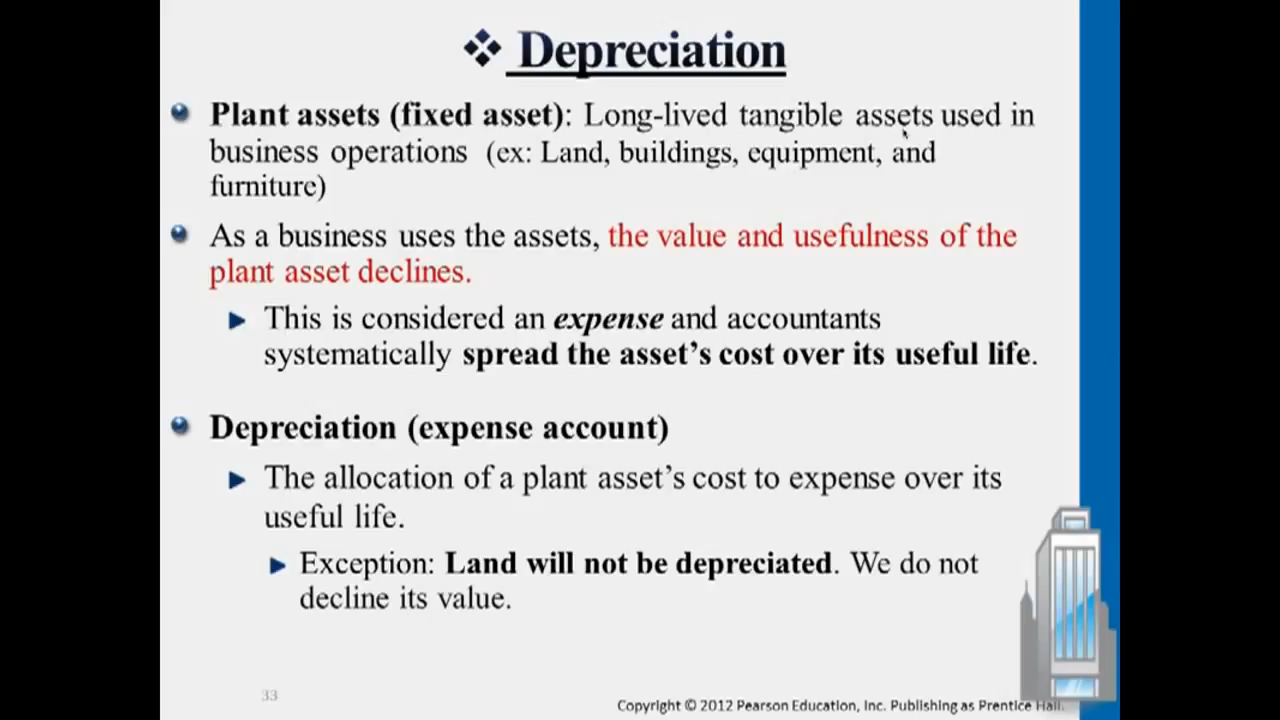 ❖ Depreciation
Plant assets (fixed asset): Long-lived tangible assets used in
business operations (ex: Land, buildings, equipment, and
furniture)
As a business uses the assets, the value and usefulness of the
plant asset declines.
This is considered an expense and accountants
systematically spread the asset’s cost over its useful life.
Depreciation (expense account)
The allocation of a plant asset’s cost to expense over its
useful life.
Exception: Land will not be depreciated. We do not
decline its value.
33
Copyright © 2012 Pearson Education, Inc. Publishing as Prentice Hall.